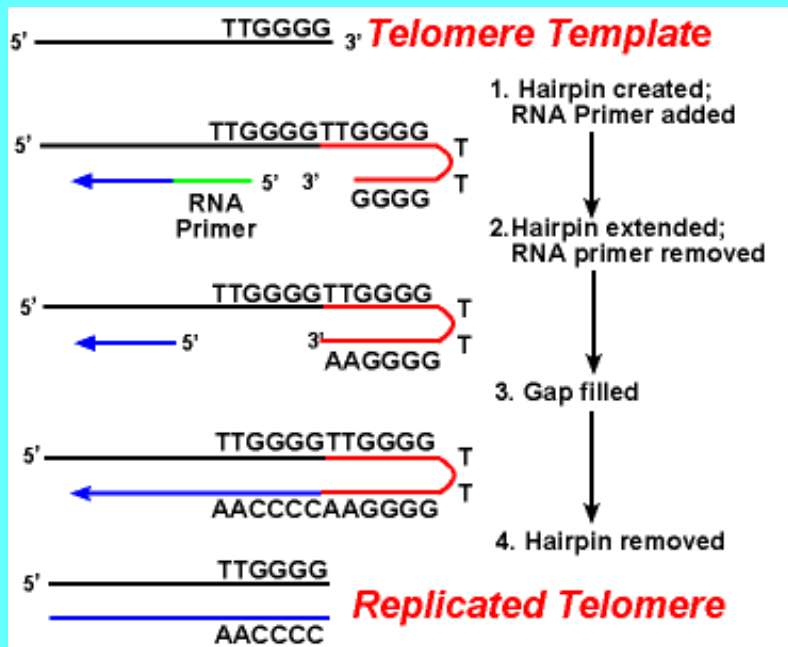 TTGGGG
5’ 3’ Telomere Template
1. Hairpin created;
RNA Primer added
TTGGGGTTGGGG
5’ T
5’ 3’ T
GGGG
RNA
Primer
2.Hairpin extended;
RNA primer removed
TTGGGGTTGGGG
5’ T
5’ 3’ T
AAGGGG
3. Gap filled
TTGGGGTTGGGG
5’ T
T
AACCCCAAGGGG
4. Hairpin removed
TTGGGG
5’
Replicated Telomere
AACCCC